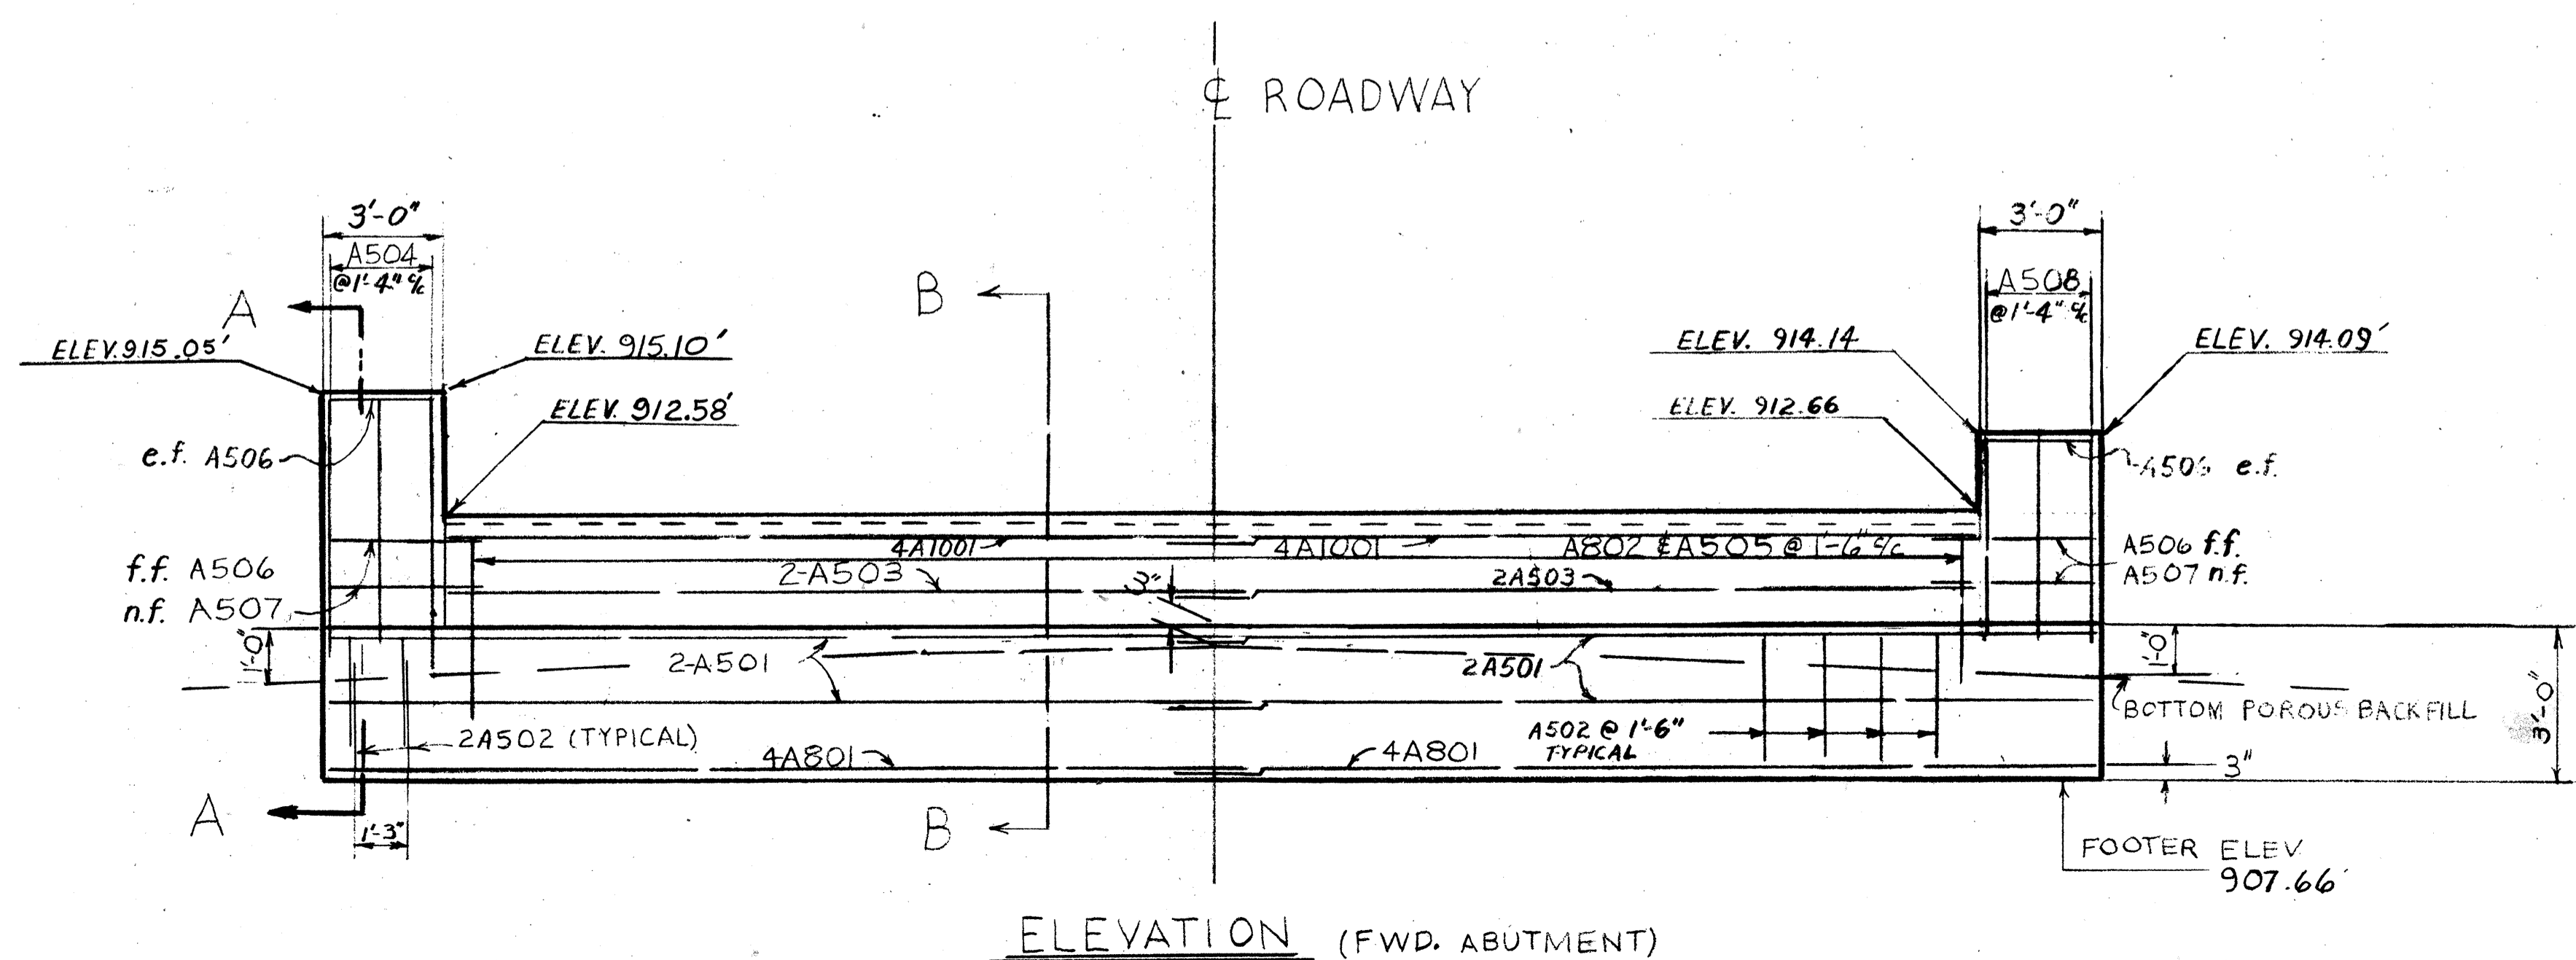 ℄ ROADWAY
3'-0"
A504
@1'-4" c/c
3'-0"
A508
@1'-4" c/c
A
B
ELEV. 915.05'
ELEV. 915.10'
ELEV. 912.58'
ELEV. 914.14
ELEV. 914.09'
ELEV. 912.66
e.f. A506
A506 e.f.
4A1001
4A1001
A802 & A505 @ 1'-6" c/c
f.f. A506
n.f. A507
2-A503
3"
2A503
A506 f.f.
A507 n.f.
1'-0"
2-A501
2A501
1'-0"
BOTTOM POROUS BACKFILL
3'-0"
2A502 (TYPICAL)
A502 @ 1'-6"
TYPICAL
4A801
4A801
3"
A
1'-3"
B
FOOTER ELEV.
907.66'
ELEVATION (FWD. ABUTMENT)